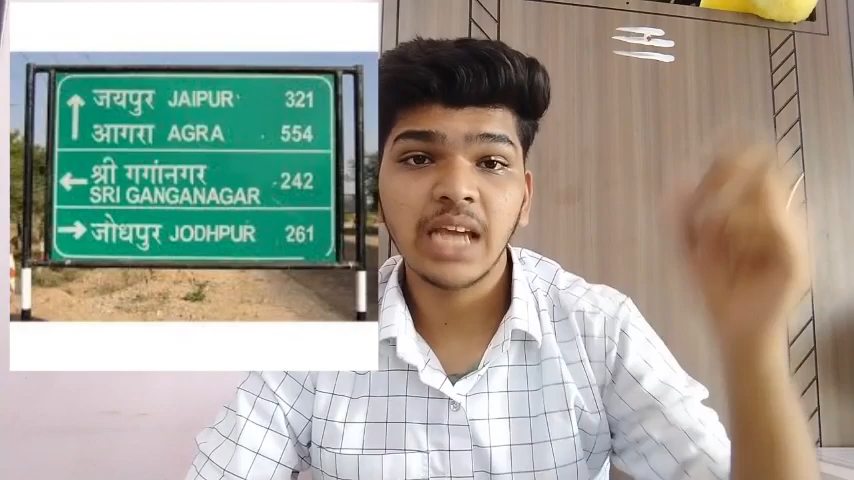 जयपुर JAIPUR 321
आगरा AGRA 554
श्री गगांनगर
SRI GANGANAGAR 242
जोधपुर JODHPUR 261